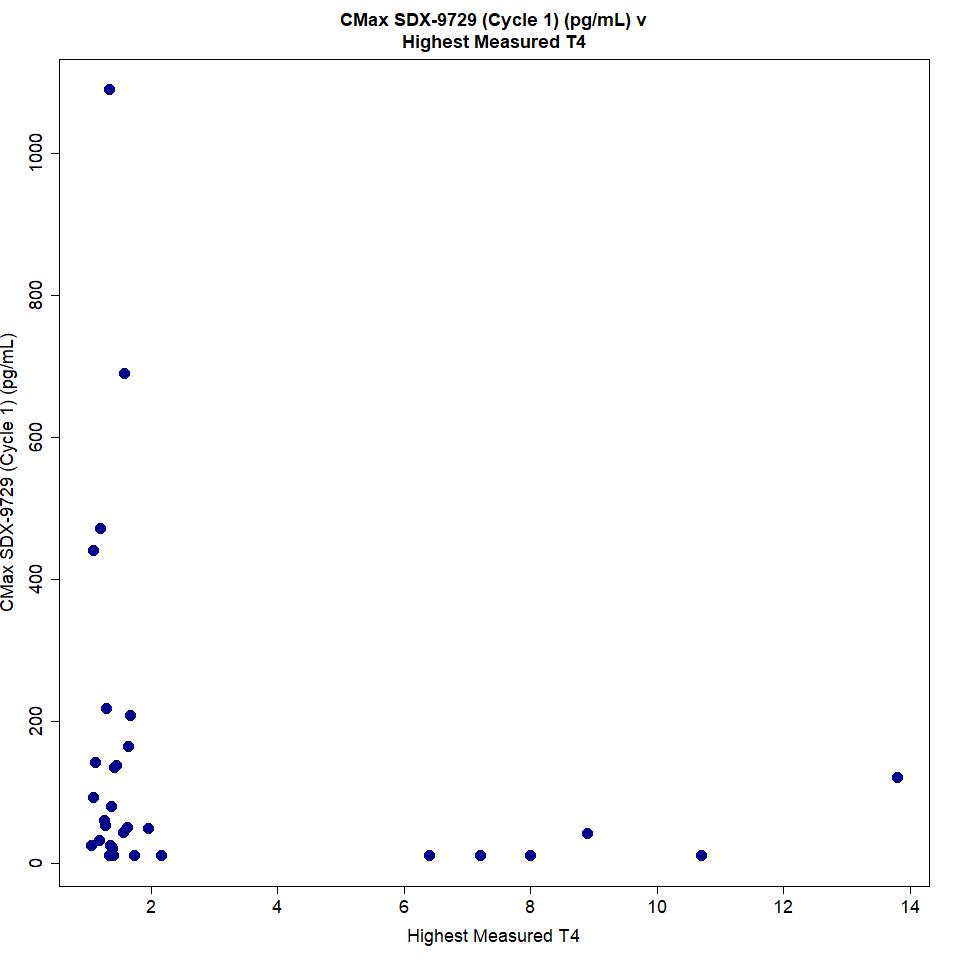 CMax SDX-9729 (Cycle 1) (pg/mL) v
Highest Measured T4
1000
800
600
400
200
0
CMax SDX-9729 (Cycle 1) (pg/mL)
2 4 6 8 10 12 14
Highest Measured T4